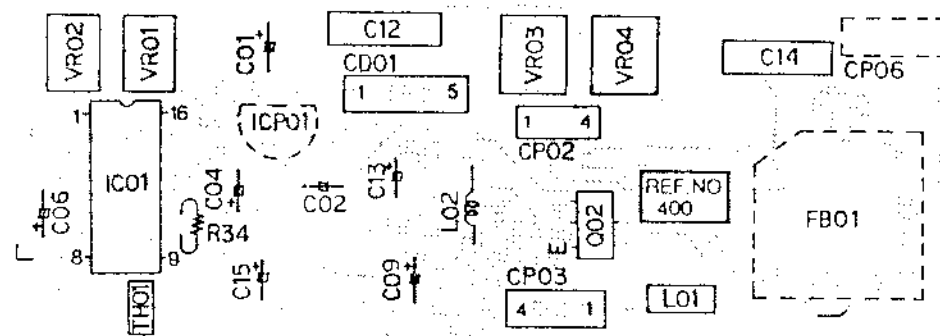 VR02
VR01
C01
+
C12
CD01
1 5
VR03
VR04
C14
CP06
1 16
ICP01
1 4
CP02
IC01
C06
+
C04
+
R34
C02
+
C13
+
L02
Q02
E
REF.NO
400
FB01
8 9
TH01
C15
+
C09
+
CP03
4 1
L01